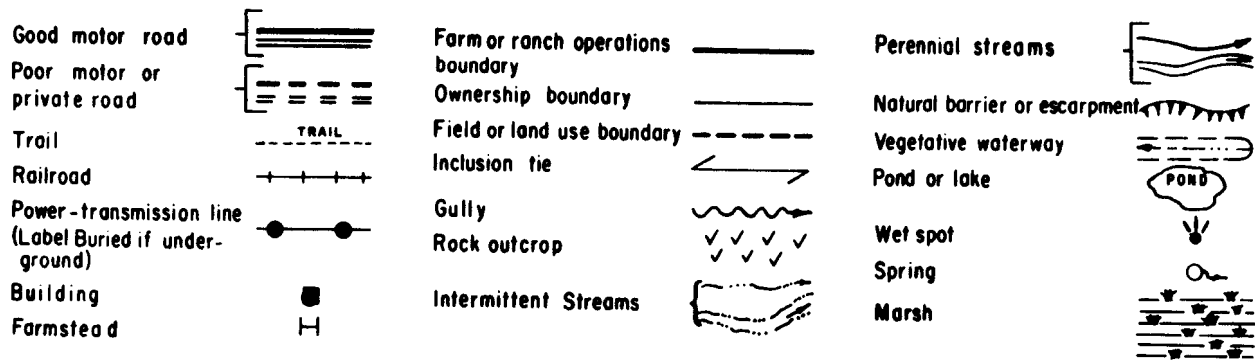 Good motor road
Poor motor or
private road
Trail
TRAIL
Railroad
Power-transmission line
(Label Buried if under-
ground)
Building
Farmstead
Farm or ranch operations
boundary
Ownership boundary
Field or land use boundary
Inclusion tie
Gully
Rock outcrop
Intermittent Streams
Perennial streams
Natural barrier or escarpment
Vegetative waterway
Pond or lake
POND
Wet spot
Spring
Marsh